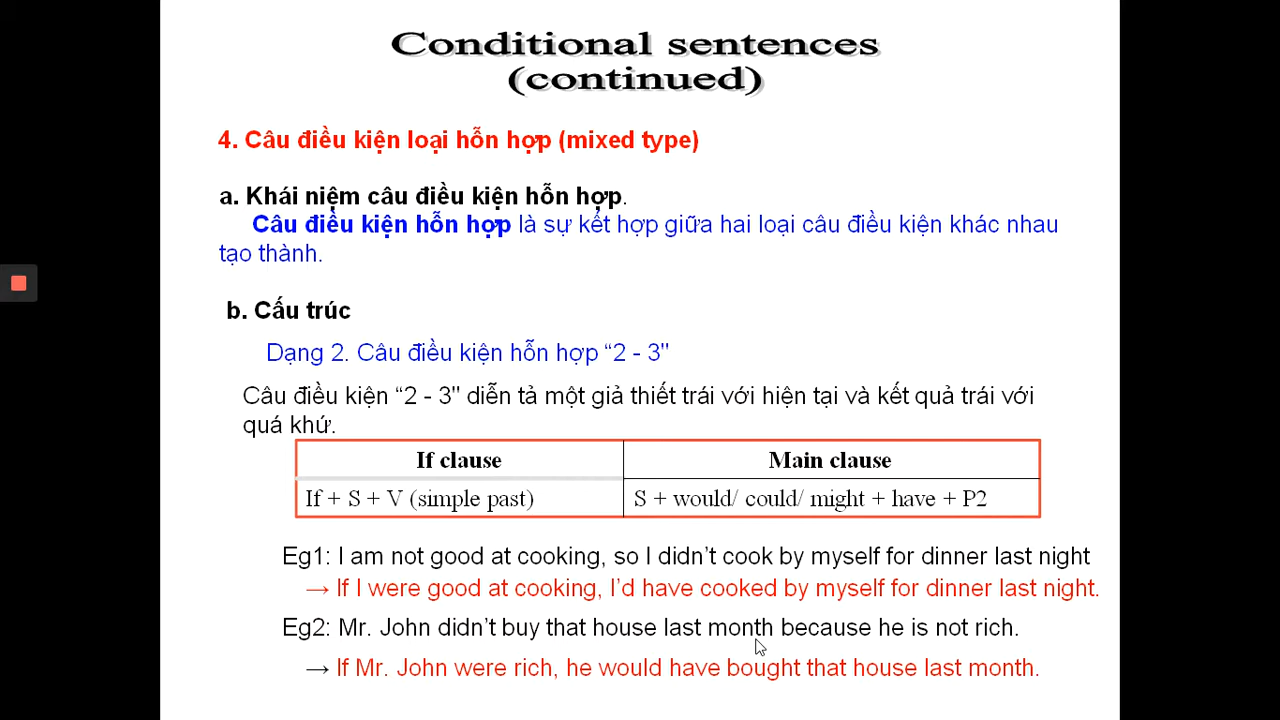 Conditional sentences
(continued)
4. Câu điều kiện loại hỗn hợp (mixed type)
a. Khái niệm câu điều kiện hỗn hợp.
Câu điều kiện hỗn hợp là sự kết hợp giữa hai loại câu điều kiện khác nhau
tạo thành.
b. Cấu trúc
Dạng 2. Câu điều kiện hỗn hợp “2 - 3"
Câu điều kiện “2 - 3" diễn tả một giả thiết trái với hiện tại và kết quả trái với
quá khứ.
If clause Main clause
If + S + V (simple past) S + would/ could/ might + have + P2
Eg1: I am not good at cooking, so I didn’t cook by myself for dinner last night
→ If I were good at cooking, I’d have cooked by myself for dinner last night.
Eg2: Mr. John didn’t buy that house last month because he is not rich.
→ If Mr. John were rich, he would have bought that house last month.